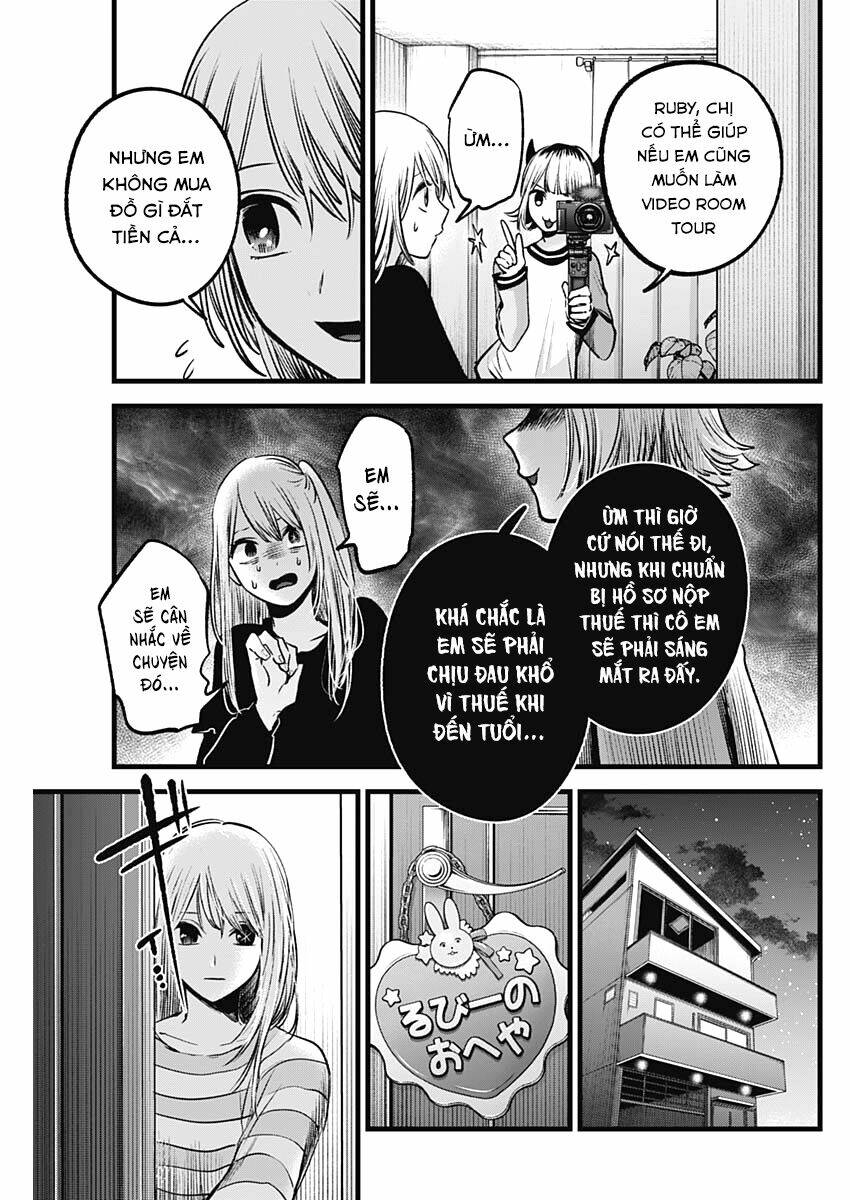 RUBY, CHỊ
CÓ THỂ GIÚP
NẾU EM CŨNG
MUỐN LÀM
VIDEO ROOM
TOUR
ỪM...
NHƯNG EM
KHÔNG MUA
ĐỒ GÌ ĐẮT
TIỀN CẢ...
ỪM THÌ GIỜ
CỨ NÓI THẾ ĐI,
NHƯNG KHI CHUẨN
BỊ HỒ SƠ NỘP
THUẾ THÌ CÔ EM
SẼ PHẢI SÁNG
MẮT RA ĐẤY.
KHÁ CHẮC LÀ
EM SẼ PHẢI
CHỊU ĐAU KHỔ
VÌ THUẾ KHI
ĐẾN TUỔI...
EM
SẼ...
EM
SẼ CÂN
NHẮC VỀ
CHUYỆN
ĐÓ...
るびーの
おへや
ギィ...